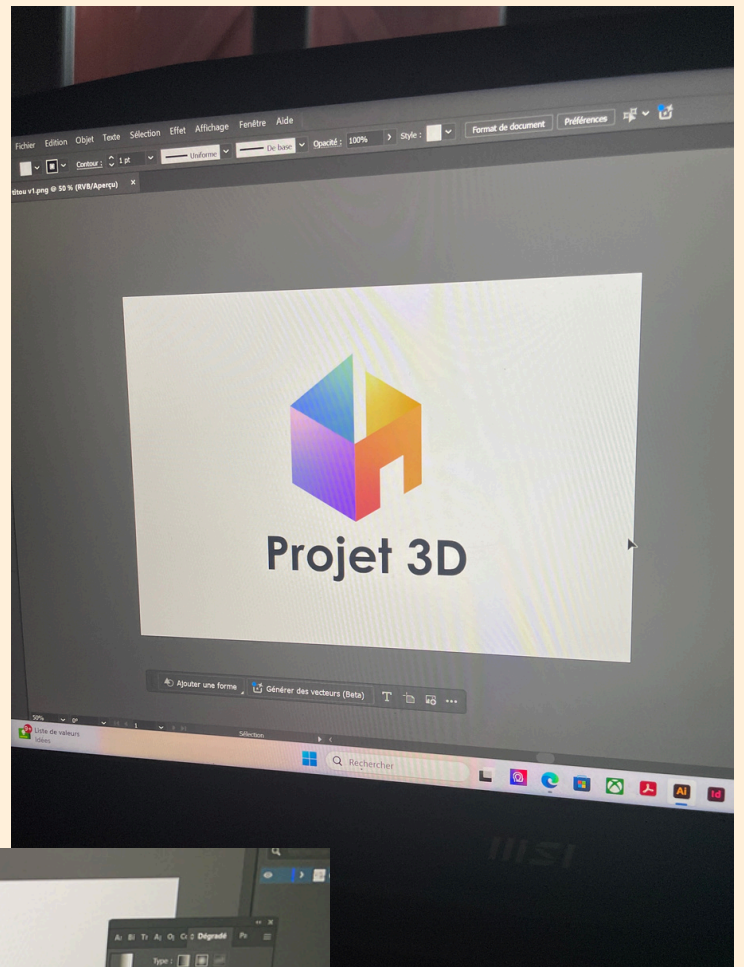 Fichier Edition Objet Texte Sélection Effet Affichage Fenêtre Aide
Contour : 1 pt Uniforme De base Opacité : 100% Style : Format de document Préférences
titou v1.png @ 50 % (RVB/Aperçu) ×
Projet 3D
Ajouter une forme Générer des vecteurs (Beta) T
50% 0° 1 Sélection
Liste de valeurs
Idées
Rechercher
Ai Id
msi
Dégradé
Type :